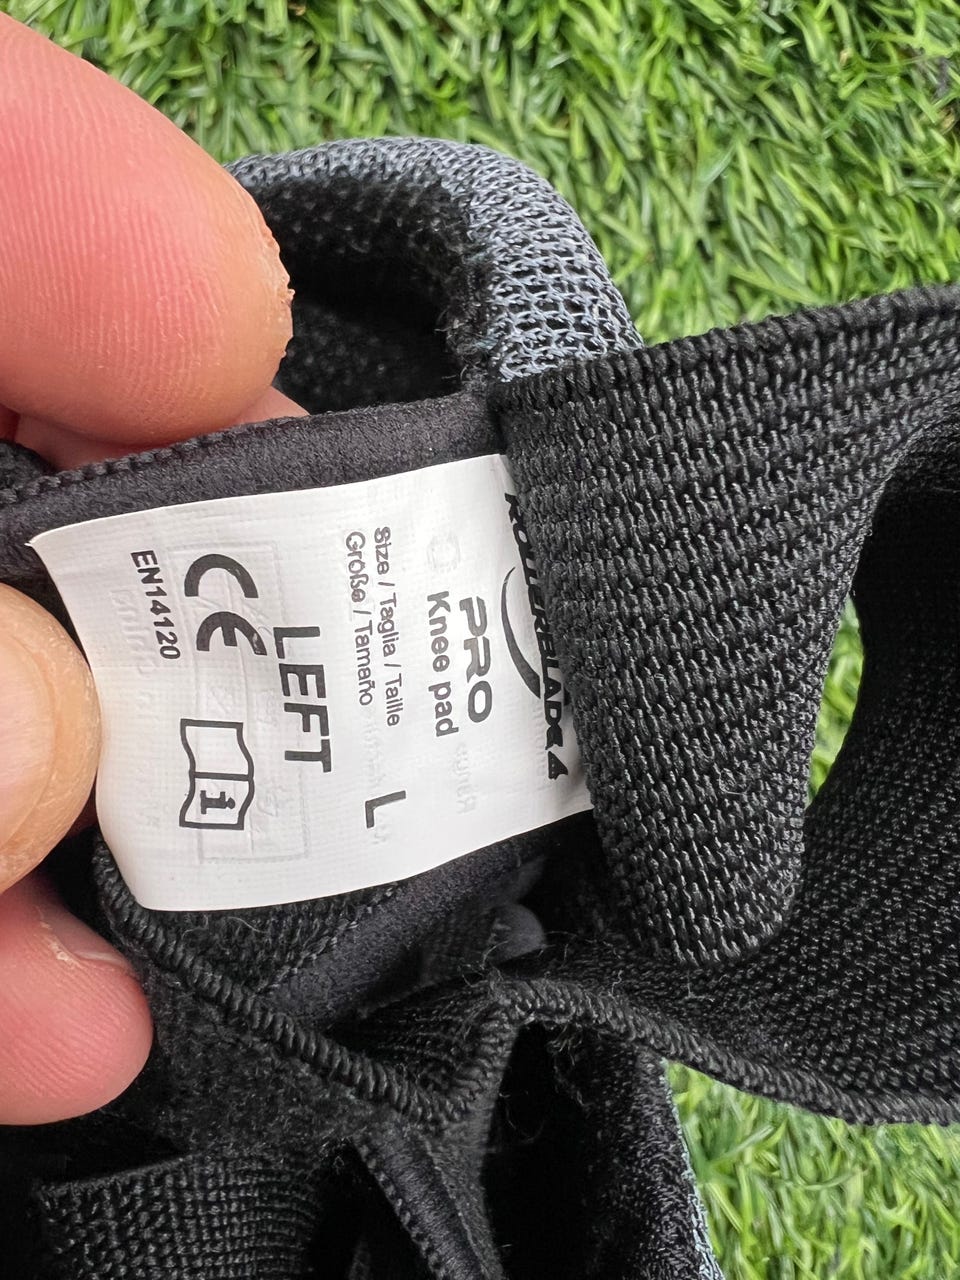 ROLLERBLADE
PRO
Knee pad
Size / Taglia / Taille
Größe / Tamaño
L
LEFT
CE
i
EN14120